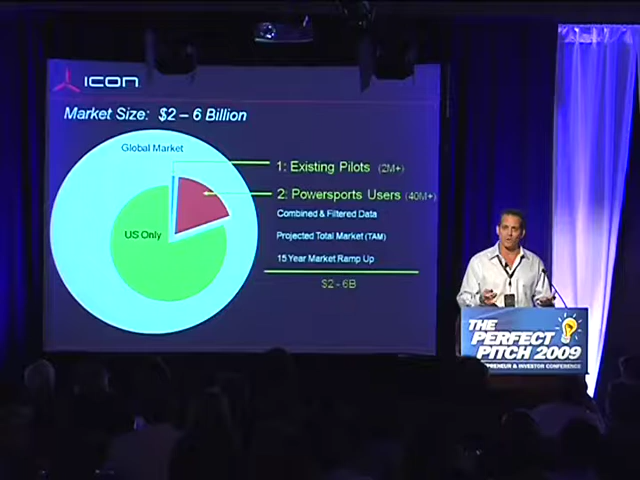 ICON
Market Size: $2 – 6 Billion
Global Market
1: Existing Pilots (2M+)
2: Powersports Users (40M+)
Combined & Filtered Data
US Only
Projected Total Market (TAM)
15 Year Market Ramp Up
$2 - 6B
THE
PERFECT
PITCH 2009
PRENEUR & INVESTOR CONFERENCE